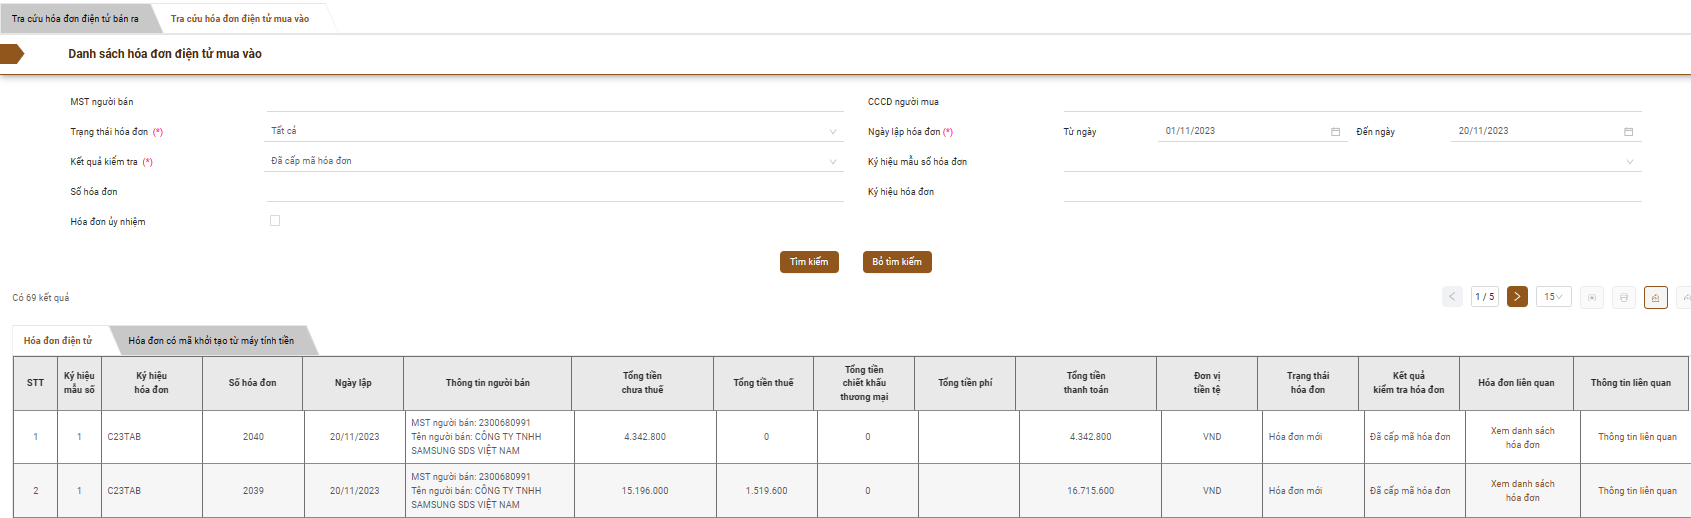 Tra cứu hóa đơn điện tử bán ra
Tra cứu hóa đơn điện tử mua vào
Danh sách hóa đơn điện tử mua vào
MST người bán
CCCD người mua
Trạng thái hóa đơn (*)
Tất cả
Ngày lập hóa đơn (*)
Từ ngày
01/11/2023
Đến ngày
20/11/2023
Kết quả kiểm tra (*)
Đã cấp mã hóa đơn
Ký hiệu mẫu số hóa đơn
Số hóa đơn
Ký hiệu hóa đơn
Hóa đơn ủy nhiệm
Tìm kiếm
Bỏ tìm kiếm
Có 69 kết quả
1 / 5
15
Hóa đơn điện tử
Hóa đơn có mã khởi tạo từ máy tính tiền
STT
Ký hiệu
mẫu số
Ký hiệu
hóa đơn
Số hóa đơn
Ngày lập
Thông tin người bán
Tổng tiền
chưa thuế
Tổng tiền thuế
Tổng tiền
chiết khấu
thương mại
Tổng tiền phí
Tổng tiền
thanh toán
Đơn vị
tiền tệ
Trạng thái
hóa đơn
Kết quả
kiểm tra hóa đơn
Hóa đơn liên quan
Thông tin liên quan
1
1
C23TAB
2040
20/11/2023
MST người bán: 2300680991
Tên người bán: CÔNG TY TNHH
SAMSUNG SDS VIỆT NAM
4.342.800
0
0
4.342.800
VND
Hóa đơn mới
Đã cấp mã hóa đơn
Xem danh sách
hóa đơn
Thông tin liên quan
2
1
C23TAB
2039
20/11/2023
MST người bán: 2300680991
Tên người bán: CÔNG TY TNHH
SAMSUNG SDS VIỆT NAM
15.196.000
1.519.600
0
16.715.600
VND
Hóa đơn mới
Đã cấp mã hóa đơn
Xem danh sách
hóa đơn
Thông tin liên quan